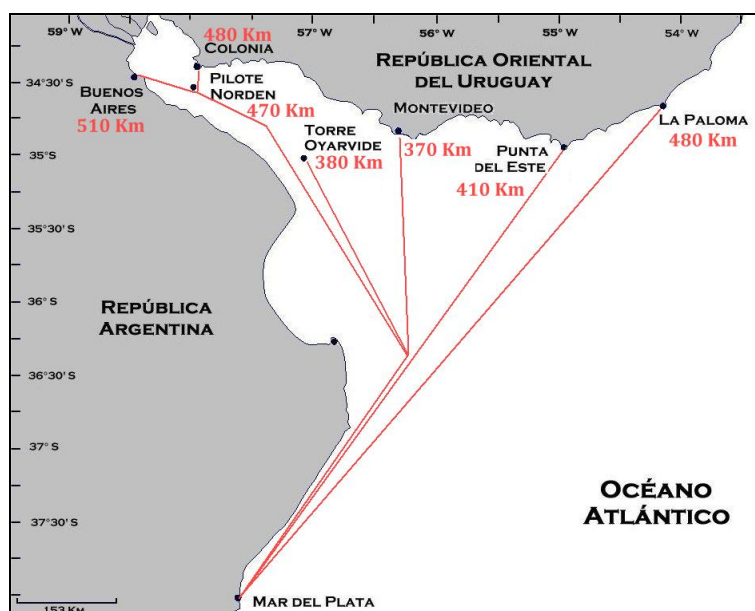 59°W
57°W
56°W
55°W
54°W
480 Km
COLONIA
REPÚBLICA ORIENTAL
DEL URUGUAY
34°30'S
BUENOS
AIRES
510 Km
PILOTE
NORDEN
470 Km
MONTEVIDEO
LA PALOMA
480 Km
TORRE
OYARVIDE
380 Km
370 Km
PUNTA
DEL ESTE
410 Km
35°S
35°30'S
36°S
REPÚBLICA
ARGENTINA
36°30'S
37°S
OCÉANO
ATLÁNTICO
37°30'S
153 KM
MAR DEL PLATA